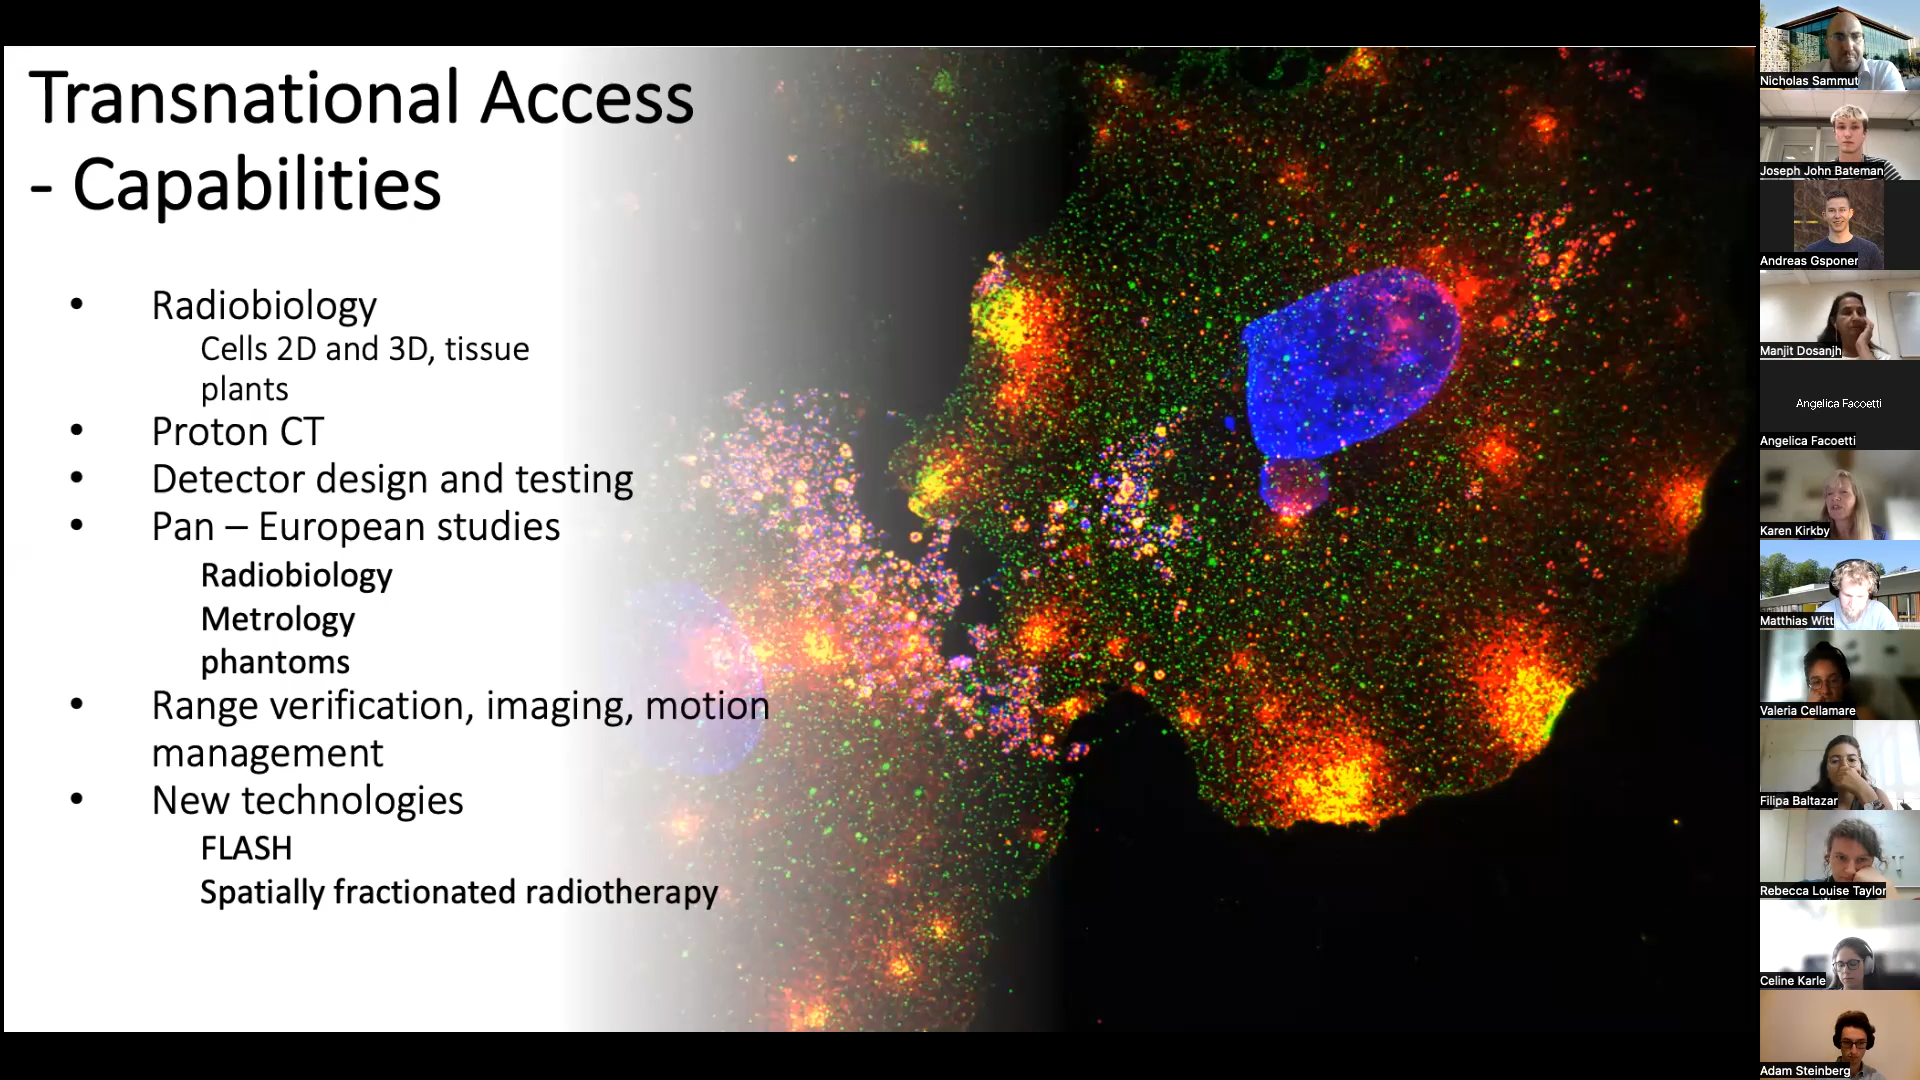 Transnational Access
- Capabilities
• Radiobiology
Cells 2D and 3D, tissue
plants
• Proton CT
• Detector design and testing
• Pan – European studies
Radiobiology
Metrology
phantoms
• Range verification, imaging, motion
management
• New technologies
FLASH
Spatially fractionated radiotherapy
Nicholas Sammut
Joseph John Bateman
Andreas Gsponer
Manjit Dosanjh
Angelica Facoetti
Angelica Facoetti
Karen Kirkby
Matthias Witt
Valeria Cellamare
Filipa Baltazar
Rebecca Louise Taylor
Celine Karle
Adam Steinberg